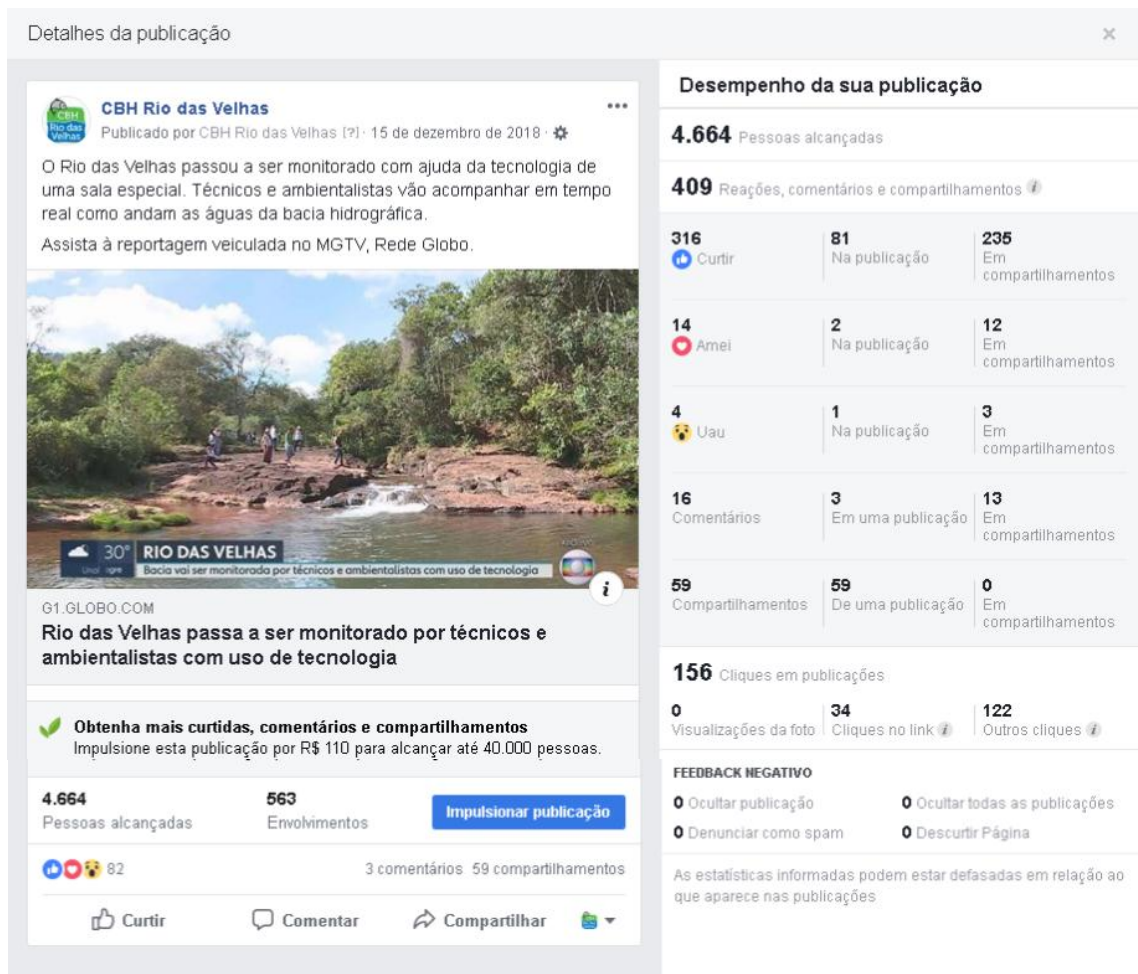 Detalhes da publicação
×
CBH Rio das Velhas
Publicado por CBH Rio das Velhas [?] · 15 de dezembro de 2018 ·
O Rio das Velhas passou a ser monitorado com ajuda da tecnologia de
uma sala especial. Técnicos e ambientalistas vão acompanhar em tempo
real como andam as águas da bacia hidrográfica.
Assista à reportagem veiculada no MGTV, Rede Globo.
CBH
Rio das
Velhas
ARQUIVO
30° RIO DAS VELHAS
Unaí Bacia vai ser monitorada por técnicos e ambientalistas com uso de tecnologia
i
G1.GLOBO.COM
Rio das Velhas passa a ser monitorado por técnicos e
ambientalistas com uso de tecnologia
Obtenha mais curtidas, comentários e compartilhamentos
Impulsione esta publicação por R$ 110 para alcançar até 40.000 pessoas.
4.664 563
Pessoas alcançadas Envolvimentos
Impulsionar publicação
82 3 comentários 59 compartilhamentos
Curtir Comentar Compartilhar
Desempenho da sua publicação
4.664 Pessoas alcançadas
409 Reações, comentários e compartilhamentos i
316 81 235
Curtir Na publicação Em
compartilhamentos
14 2 12
Amei Na publicação Em
compartilhamentos
4 1 3
Uau Na publicação Em
compartilhamentos
16 3 13
Comentários Em uma publicação Em
compartilhamentos
59 59 0
Compartilhamentos De uma publicação Em
compartilhamentos
156 Cliques em publicações
0 34 122
Visualizações da foto Cliques no link i Outros cliques i
FEEDBACK NEGATIVO
0 Ocultar publicação 0 Ocultar todas as publicações
0 Denunciar como spam 0 Descurtir Página
As estatísticas informadas podem estar defasadas em relação ao
que aparece nas publicações